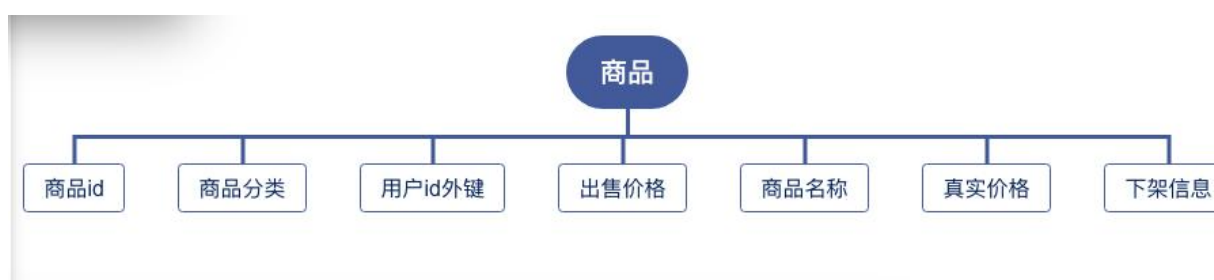 商品
商品id
商品分类
用户id外键
出售价格
商品名称
真实价格
下架信息